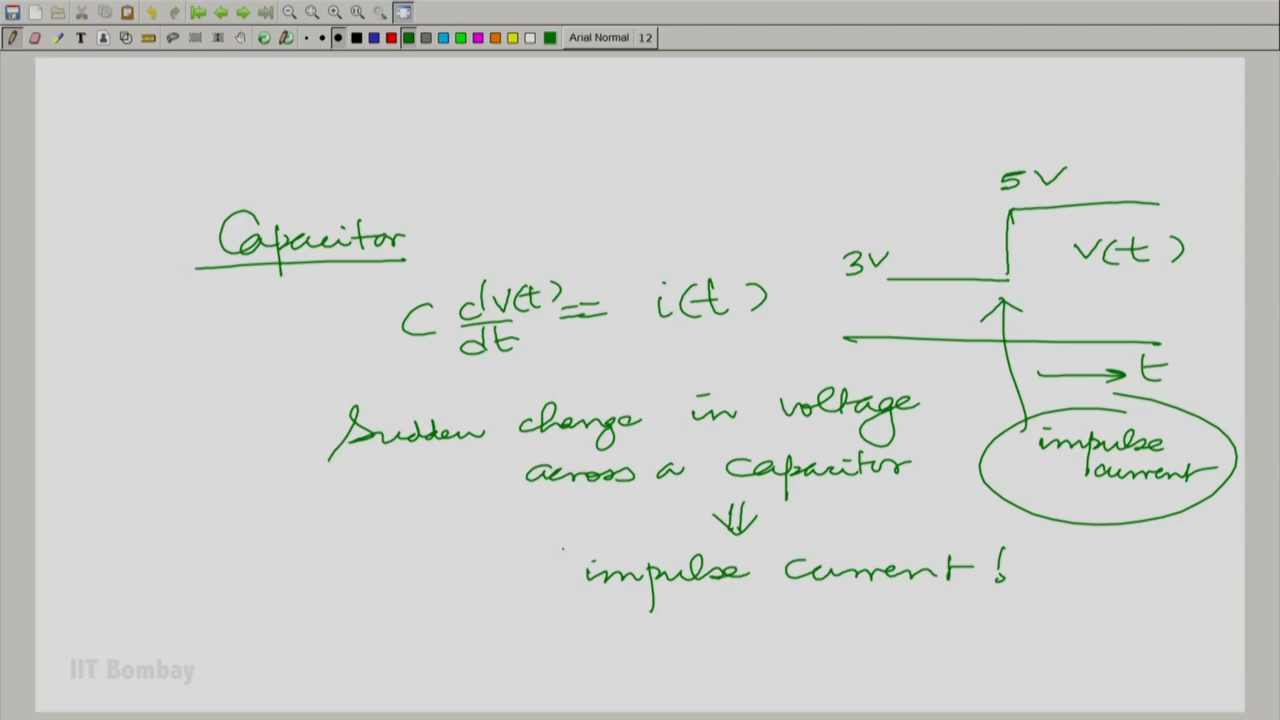 Arial Normal 12
5V
Capacitor
3V
V(t)
C dV(t)/dt = i(t)
t
Sudden change in voltage
across a capacitor
impulse
current
⇓
impulse current !
IIT Bombay